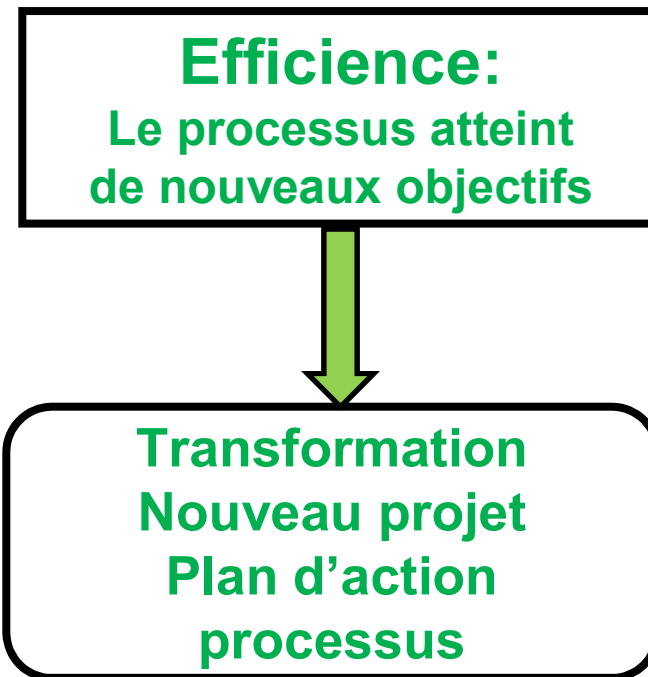 Efficience:
Le processus atteint
de nouveaux objectifs
Transformation
Nouveau projet
Plan d’action
processus